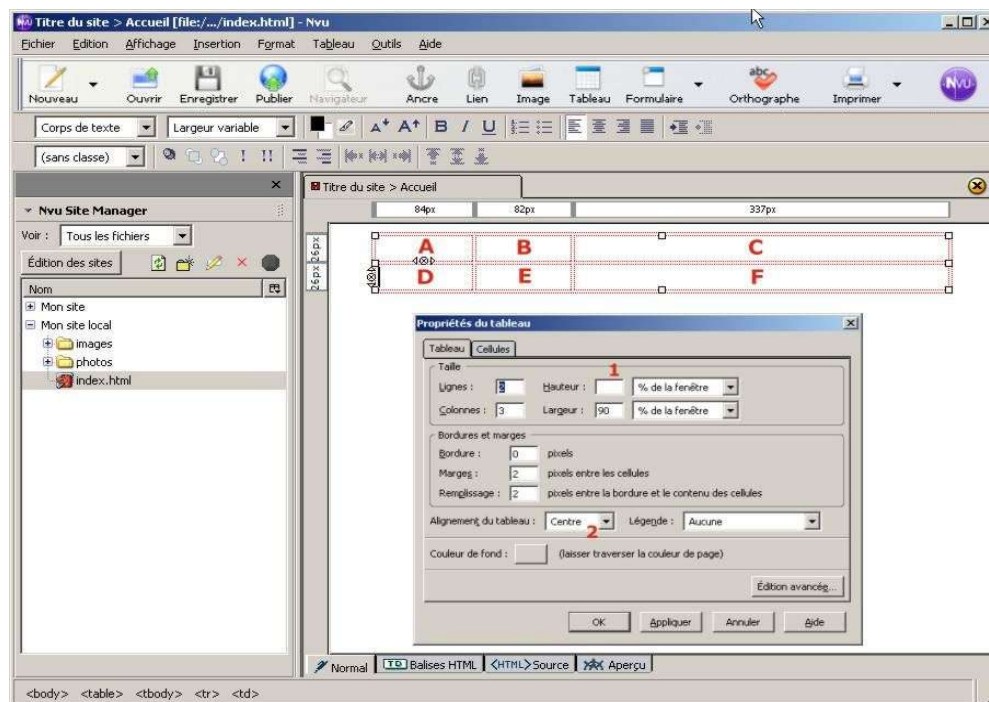 Titre du site > Accueil [file:/.../index.html] - Nvu
Fichier Edition Affichage Insertion Format Tableau Outils Aide
Nouveau Ouvrir Enregistrer Publier Navigateur Ancre Lien Image Tableau Formulaire Orthographe Imprimer
Corps de texte Largeur variable
(sans classe)
Titre du site > Accueil
Nvu Site Manager
84px 82px 337px
Voir : Tous les fichiers
26px A B C
Édition des sites
26px D E F
Nom
Mon site
Mon site local
images
photos
index.html
Propriétés du tableau
Tableau Cellules
Taille
1
Lignes : 2 Hauteur : % de la fenêtre
Colonnes : 3 Largeur : 90 % de la fenêtre
Bordures et marges
Bordure : 0 pixels
Marges : 2 pixels entre les cellules
Remplissage : 2 pixels entre la bordure et le contenu des cellules
Alignement du tableau : Centre Légende : Aucune
2
Couleur de fond : (laisser traverser la couleur de page)
Édition avancée...
OK Appliquer Annuler Aide
Normal TD Balises HTML <HTML> Source Aperçu
<body> <table> <tbody> <tr> <td>